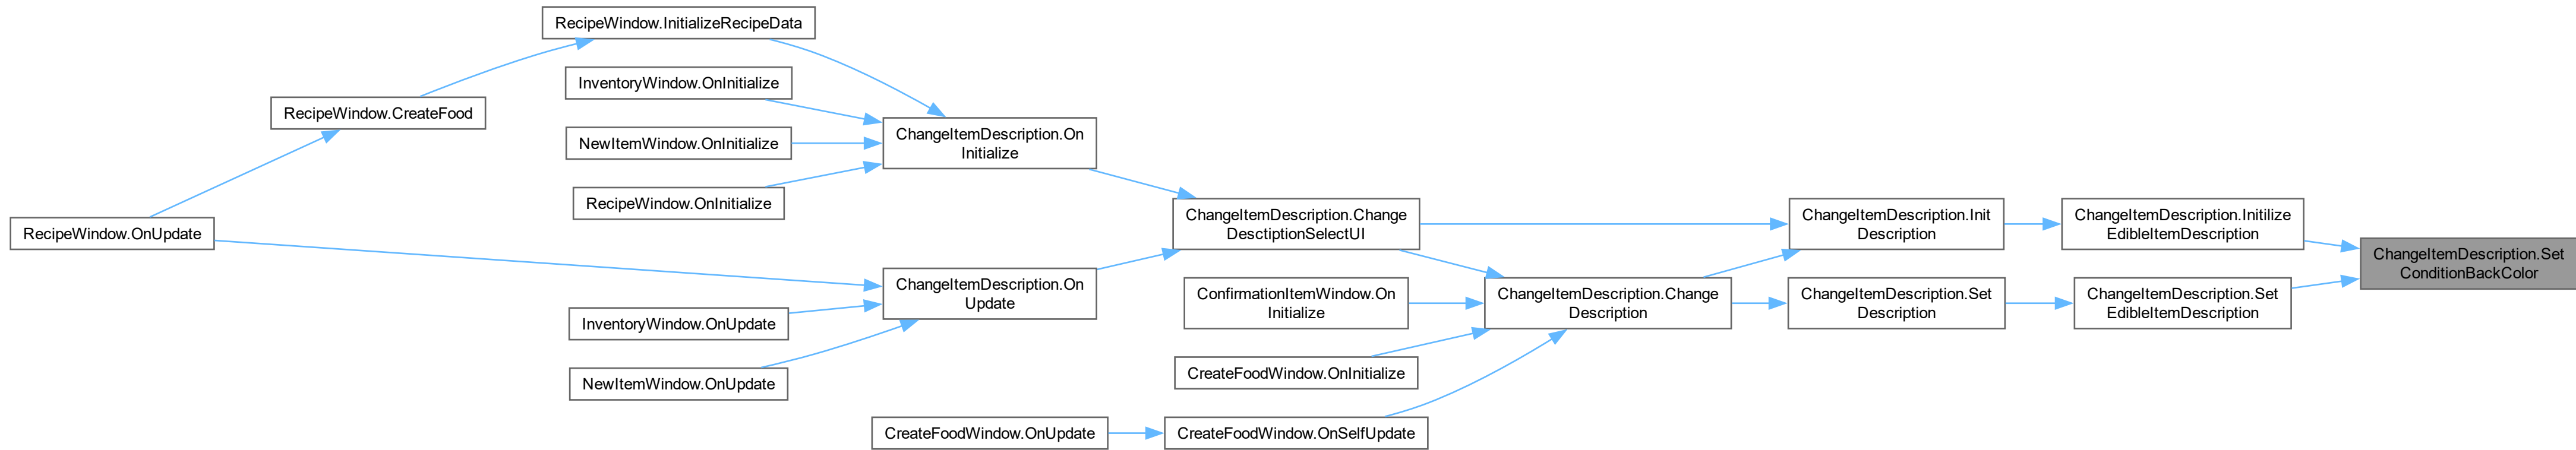 RecipeWindow.InitializeRecipeData
InventoryWindow.OnInitialize
RecipeWindow.CreateFood
NewItemWindow.OnInitialize
ChangeItemDescription.On
Initialize
RecipeWindow.OnInitialize
RecipeWindow.OnUpdate
ChangeItemDescription.Change
DesctiptionSelectUI
ChangeItemDescription.Init
Description
ChangeItemDescription.Initilize
EdibleItemDescription
ChangeItemDescription.Set
ConditionBackColor
ChangeItemDescription.On
Update
ConfirmationItemWindow.On
Initialize
ChangeItemDescription.Change
Description
ChangeItemDescription.Set
Description
ChangeItemDescription.Set
EdibleItemDescription
InventoryWindow.OnUpdate
CreateFoodWindow.OnInitialize
NewItemWindow.OnUpdate
CreateFoodWindow.OnUpdate
CreateFoodWindow.OnSelfUpdate